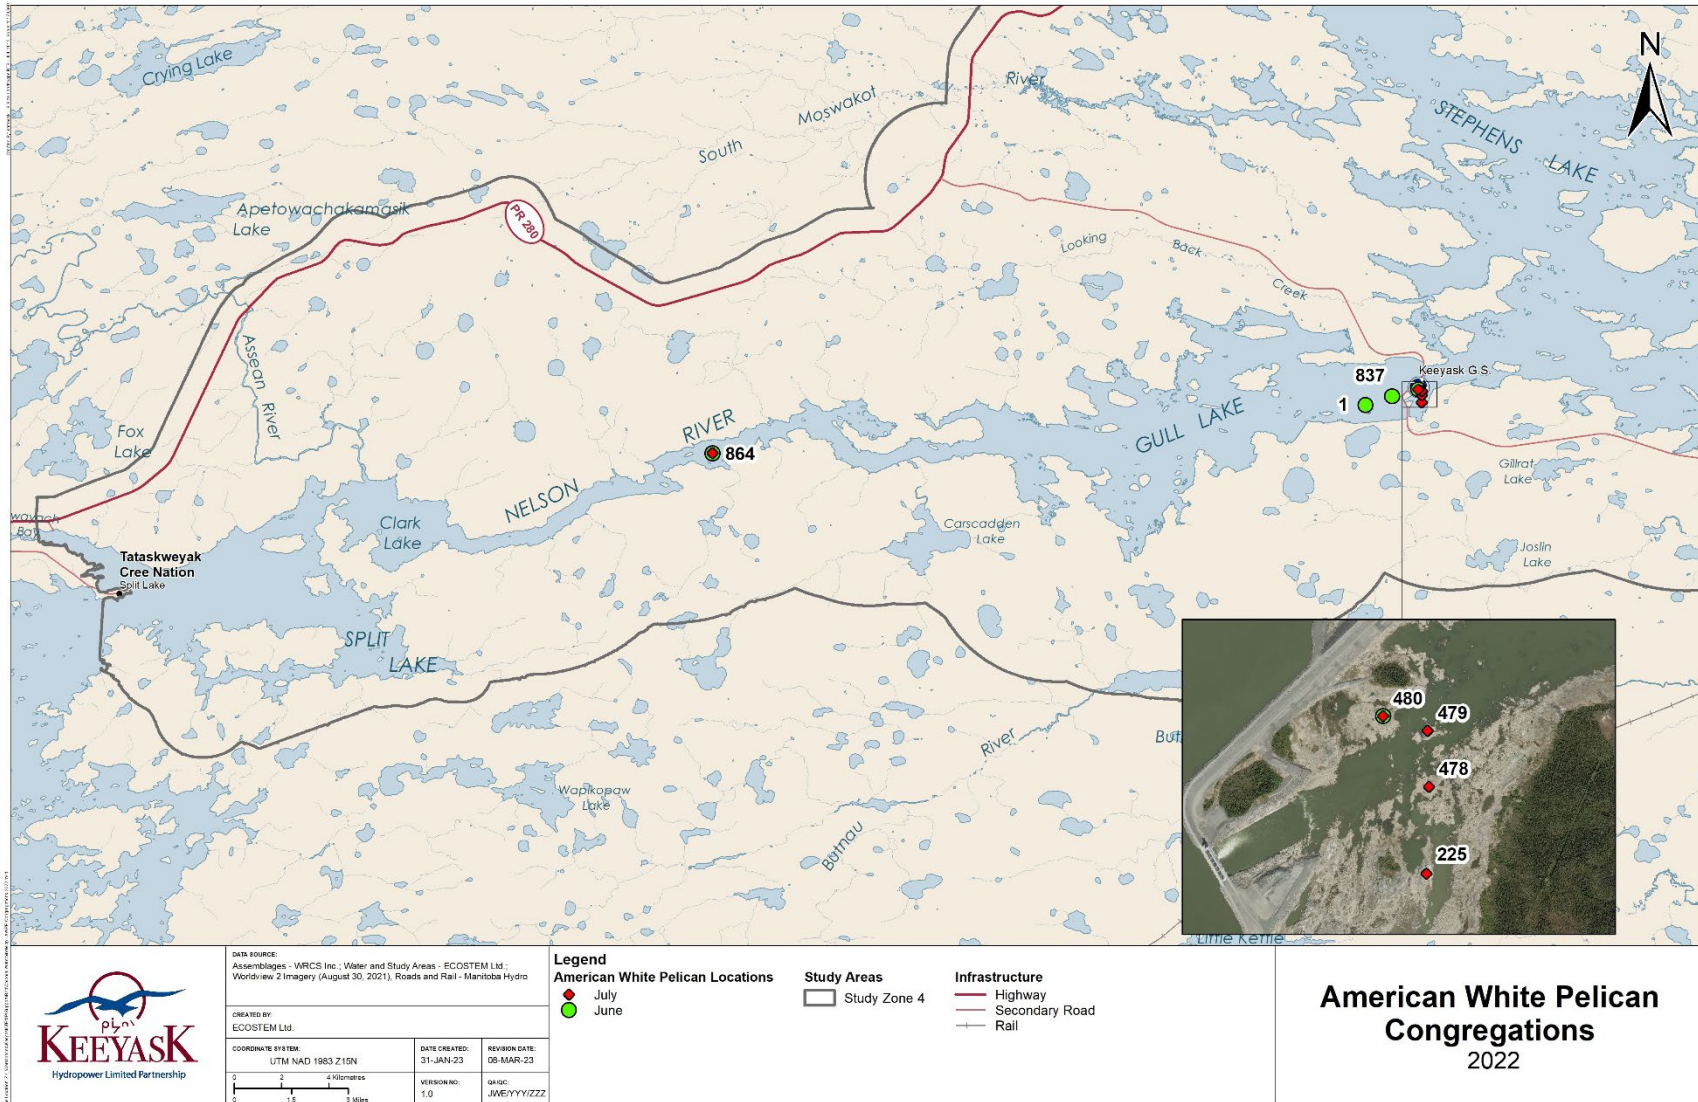 Crying Lake
N
River
Moswakot
South
STEPHENS
LAKE
Apetowachakamasik
Lake
PR 280
Looking
Back
Creek
Assean
River
Keeyask G.S.
837
1
GULL LAKE
Fox
Lake
RIVER
864
NELSON
Gillrat
Lake
Clark
Lake
Carscadden
Lake
Bay
Joslin
Lake
Tataskweyak
Cree Nation
Split Lake
SPLIT
LAKE
480
479
478
225
River
Butnau
Wapikopaw
Lake
Little Kettle
KEEYASK
Hydropower Limited Partnership
DATA SOURCE:
Assemblages - WRCS Inc.; Water and Study Areas - ECOSTEM Ltd.;
Worldview 2 Imagery (August 30, 2021), Roads and Rail - Manitoba Hydro
CREATED BY:
ECOSTEM Ltd.
COORDINATE SYSTEM:
UTM NAD 1983 Z15N
DATE CREATED:
31-JAN-23
REVISION DATE:
08-MAR-23
0 2 4 Kilometres
0 1.5 3 Miles
VERSION NO:
1.0
QA/QC:
JWE/YYY/ZZZ
Legend
American White Pelican Locations
July
June
Study Areas
Study Zone 4
Infrastructure
Highway
Secondary Road
Rail
American White Pelican
Congregations
2022